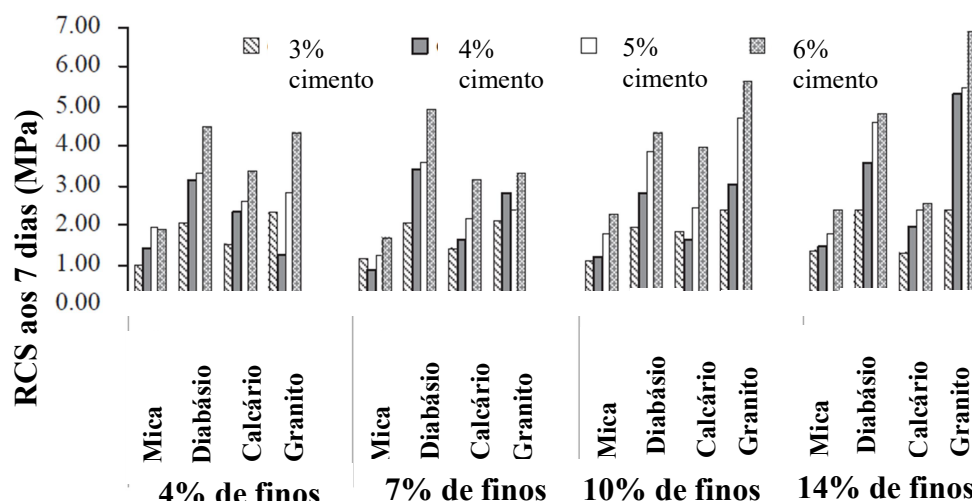 7.00
6.00
5.00
4.00
3.00
2.00
1.00
0.00
RCS aos 7 dias (MPa)
3%
cimento
4%
cimento
5%
cimento
6%
cimento
Mica
Diabásio
Calcário
Granito
Mica
Diabásio
Calcário
Granito
Mica
Diabásio
Calcário
Granito
Mica
Diabásio
Calcário
Granito
4% de finos
7% de finos
10% de finos
14% de finos